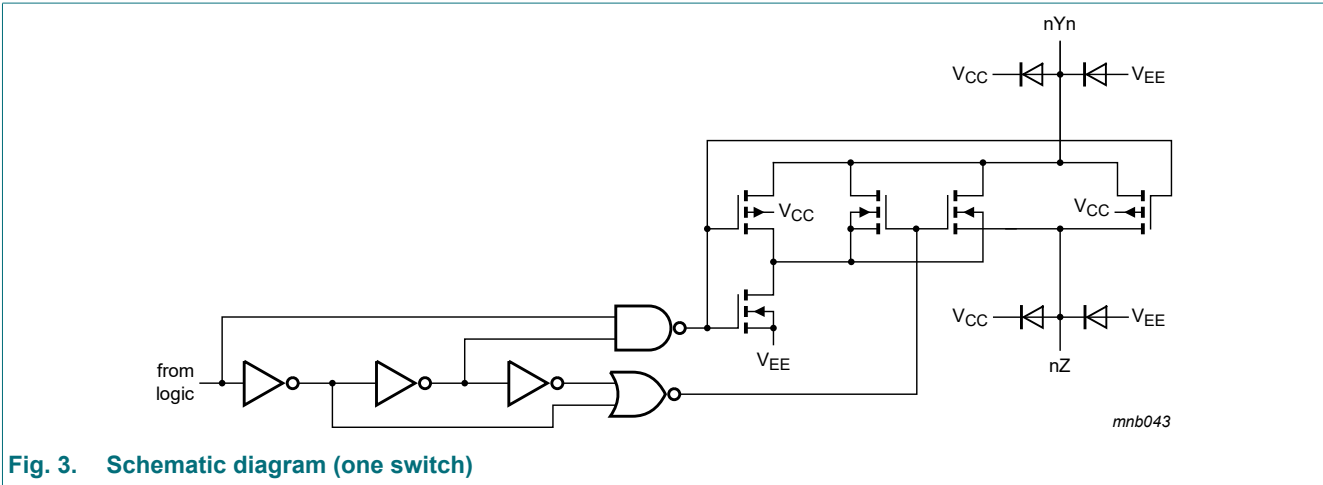 nYn
VCC
VEE
VCC
VCC
VCC
VEE
VEE
from
logic
nZ
mnb043
Fig. 3. Schematic diagram (one switch)